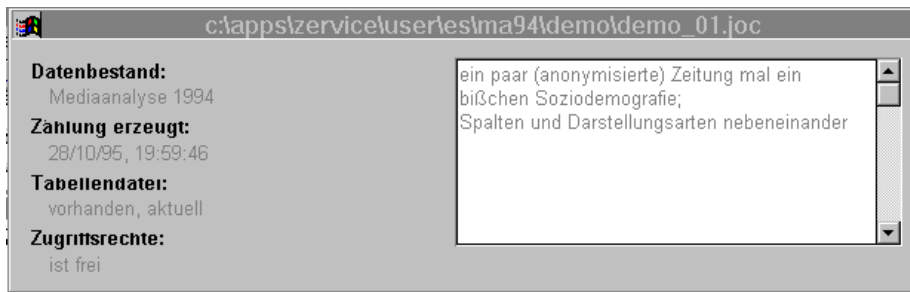 c:\apps\zervice\user\es\ma94\demo\demo_01.joc
Datenbestand:
Mediaanalyse 1994
Zählung erzeugt:
28/10/95, 19:59:46
Tabellendatei:
vorhanden, aktuell
Zugriffsrechte:
ist frei
ein paar (anonymisierte) Zeitung mal ein
bißchen Soziodemografie;
Spalten und Darstellungsarten nebeneinander